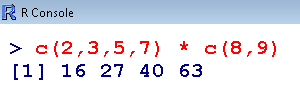 R Console
> c(2,3,5,7) * c(8,9)
[1] 16 27 40 63